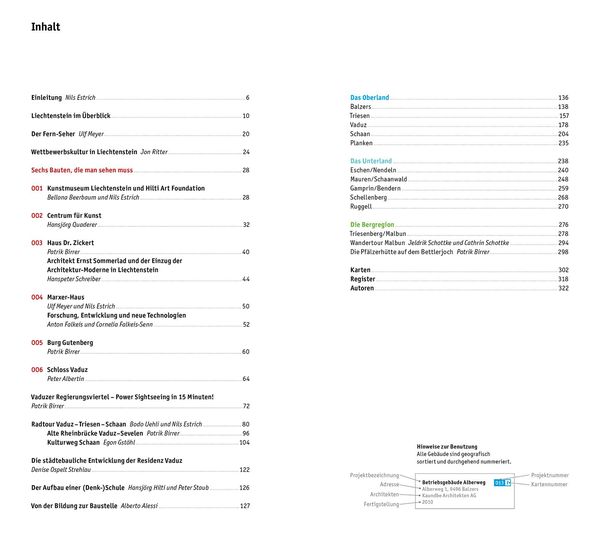 Inhalt
Einleitung Nils Estrich 6
Liechtenstein im Überblick 10
Der Fern-Seher Ulf Meyer 20
Wettbewerbskultur in Liechtenstein Jon Ritter 24
Sechs Bauten, die man sehen muss 28
001 Kunstmuseum Liechtenstein und Hilti Art Foundation
Bellona Beerbaum und Nils Estrich 28
002 Centrum für Kunst
Hansjörg Quaderer 32
003 Haus Dr. Zickert
Patrik Birrer 40
Architekt Ernst Sommerlad und der Einzug der
Architektur-Moderne in Liechtenstein
Hanspeter Schreiber 44
004 Marxer-Haus
Ulf Meyer und Nils Estrich 50
Forschung, Entwicklung und neue Technologien
Anton Falkeis und Cornelia Falkeis-Senn 52
005 Burg Gutenberg
Patrik Birrer 60
006 Schloss Vaduz
Peter Albertin 64
Vaduzer Regierungsviertel – Power Sightseeing in 15 Minuten!
Patrik Birrer 72
Radtour Vaduz – Triesen – Schaan Bodo Uehli und Nils Estrich 80
Alte Rheinbrücke Vaduz–Sevelen Patrik Birrer 96
Kulturweg Schaan Egon Gstöhl 104
Die städtebauliche Entwicklung der Residenz Vaduz
Denise Ospelt Strehlau 122
Der Aufbau einer (Denk-)Schule Hansjörg Hilti und Peter Staub 126
Von der Bildung zur Baustelle Alberto Alessi 127
Das Oberland 136
Balzers 138
Triesen 157
Vaduz 178
Schaan 204
Planken 235
Das Unterland 238
Eschen/Nendeln 240
Mauren/Schaanwald 248
Gamprin/Bendern 259
Schellenberg 268
Ruggell 270
Die Bergregion 276
Triesenberg/Malbun 278
Wandertour Malbun Jeldrik Schottke und Cathrin Schottke 294
Die Pfälzerhütte auf dem Bettlerjoch Patrik Birrer 298
Karten 302
Register 318
Autoren 322
Hinweise zur Benutzung
Alle Gebäude sind geografisch
sortiert und durchgehend nummeriert.
Projektbezeichnung
Adresse
Architekten
Fertigstellung
Betriebsgebäude Alberweg
Alberweg 1, 9496 Balzers
Kaundbe Architekten AG
2010
013
Projektnummer
Kartennummer